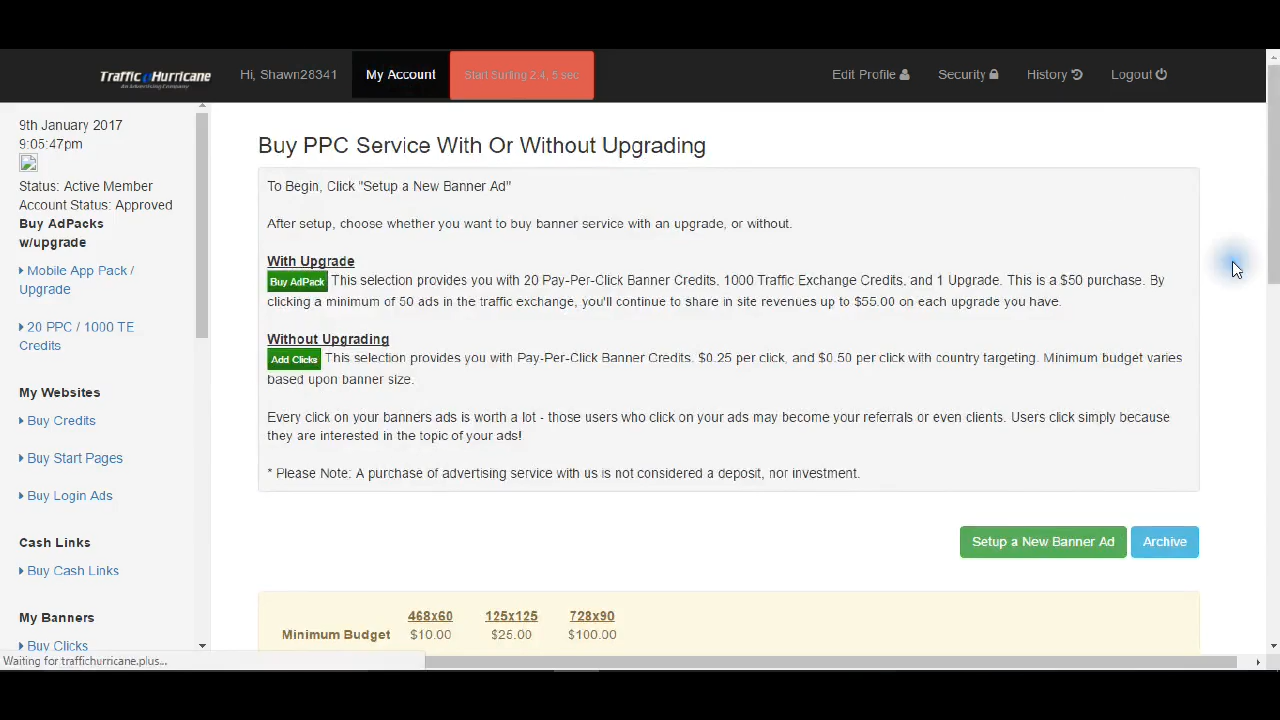 Traffic Hurricane
An Advertising Company
Hi, Shawn28341
My Account
Start Surfing 2.4, 5 sec
Edit Profile
Security
History
Logout
9th January 2017
9:05:47pm
Status: Active Member
Account Status: Approved
Buy AdPacks
w/upgrade
Mobile App Pack /
Upgrade
20 PPC / 1000 TE
Credits
My Websites
Buy Credits
Buy Start Pages
Buy Login Ads
Cash Links
Buy Cash Links
My Banners
Buy Clicks
Buy PPC Service With Or Without Upgrading
To Begin, Click "Setup a New Banner Ad"
After setup, choose whether you want to buy banner service with an upgrade, or without.
With Upgrade
Buy AdPack This selection provides you with 20 Pay-Per-Click Banner Credits, 1000 Traffic Exchange Credits, and 1 Upgrade. This is a $50 purchase. By
clicking a minimum of 50 ads in the traffic exchange, you'll continue to share in site revenues up to $55.00 on each upgrade you have.
Without Upgrading
Add Clicks This selection provides you with Pay-Per-Click Banner Credits. $0.25 per click, and $0.50 per click with country targeting. Minimum budget varies
based upon banner size.
Every click on your banners ads is worth a lot - those users who click on your ads may become your referrals or even clients. Users click simply because
they are interested in the topic of your ads!
* Please Note: A purchase of advertising service with us is not considered a deposit, nor investment.
Setup a New Banner Ad
Archive
468x60 125x125 728x90
Minimum Budget $10.00 $25.00 $100.00
Waiting for traffichurricane.plus...